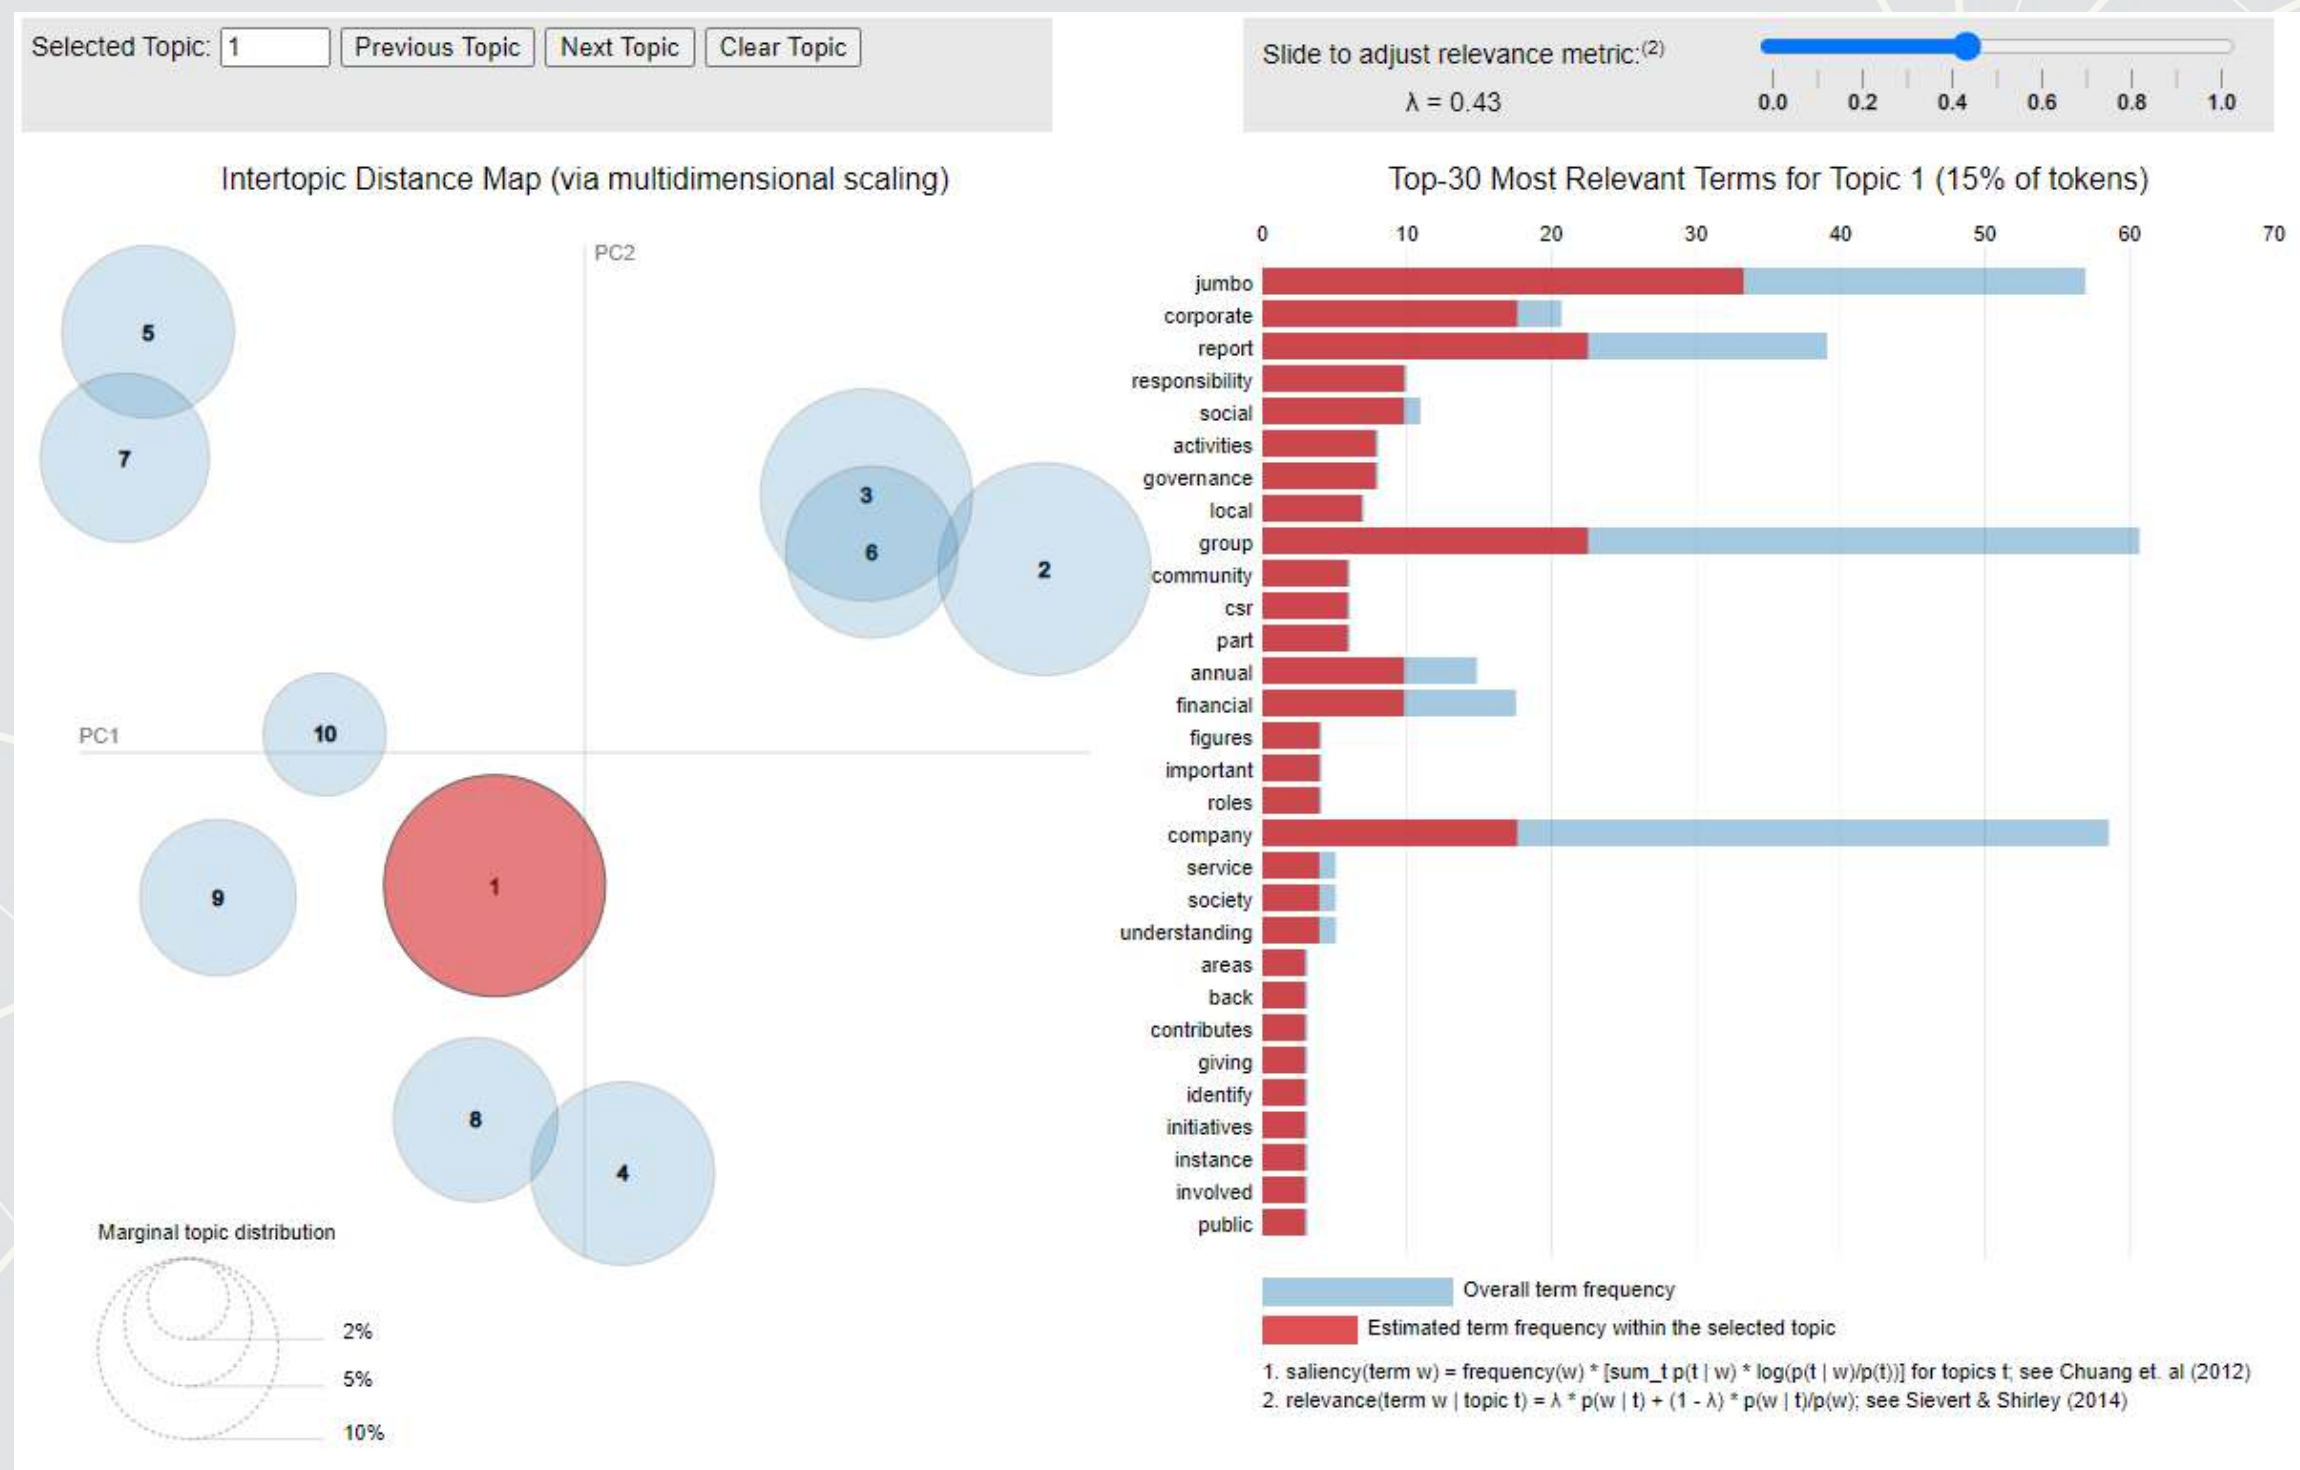 Selected Topic: 1 Previous Topic Next Topic Clear Topic
Slide to adjust relevance metric:(2)
λ = 0.43
0.0 0.2 0.4 0.6 0.8 1.0
Intertopic Distance Map (via multidimensional scaling)
PC2
5
7
3
6
2
10
PC1
1
9
8
4
Marginal topic distribution
2%
5%
10%
Top-30 Most Relevant Terms for Topic 1 (15% of tokens)
0 10 20 30 40 50 60 70
jumbo
corporate
report
responsibility
social
activities
governance
local
group
community
csr
part
annual
financial
figures
important
roles
company
service
society
understanding
areas
back
contributes
giving
identify
initiatives
instance
involved
public
Overall term frequency
Estimated term frequency within the selected topic
1. saliency(term w) = frequency(w) * [sum_t p(t | w) * log(p(t | w)/p(t))] for topics t; see Chuang et. al (2012)
2. relevance(term w | topic t) = λ * p(w | t) + (1 - λ) * p(w | t)/p(w); see Sievert & Shirley (2014)